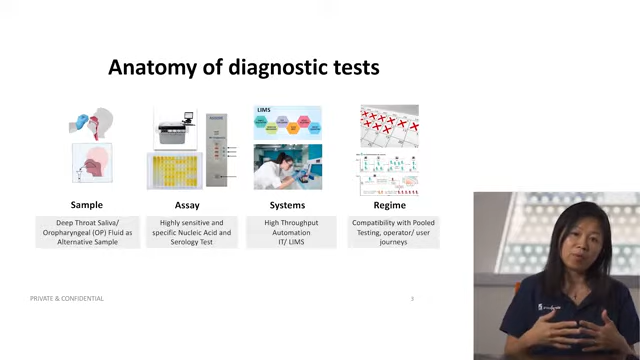 Anatomy of diagnostic tests
LIMS
Sample
Deep Throat Saliva/
Oropharyngeal (OP) Fluid as
Alternative Sample
Assay
Highly sensitive and
specific Nucleic Acid and
Serology Test
Systems
High Throughput
Automation
IT/ LIMS
Regime
Compatibility with Pooled
Testing, operator/ user
journeys
PRIVATE & CONFIDENTIAL
3